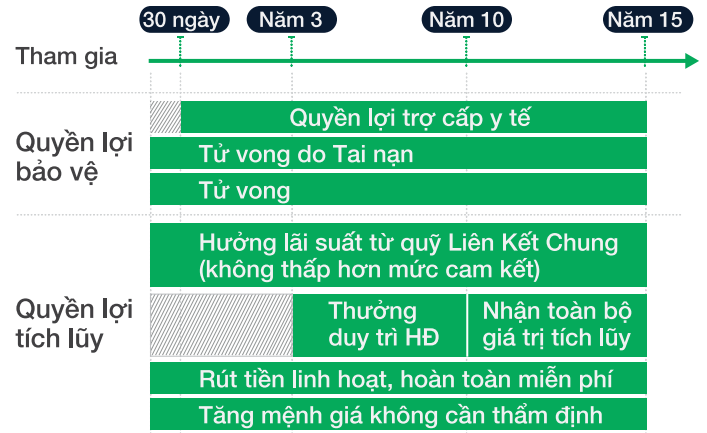 30 ngày Năm 3 Năm 10 Năm 15
Tham gia
Quyền lợi
bảo vệ
Quyền lợi trợ cấp y tế
Tử vong do Tai nạn
Tử vong
Quyền lợi
tích lũy
Hưởng lãi suất từ quỹ Liên Kết Chung
(không thấp hơn mức cam kết)
Thưởng
duy trì HĐ
Nhận toàn bộ
giá trị tích lũy
Rút tiền linh hoạt, hoàn toàn miễn phí
Tăng mệnh giá không cần thẩm định